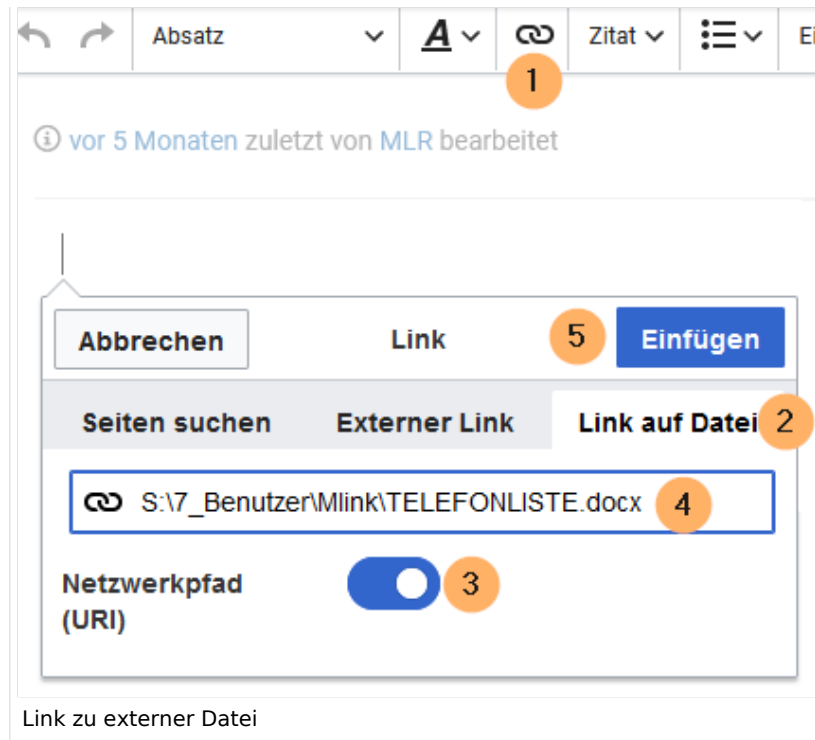 Absatz A Zitat Ei
1
vor 5 Monaten zuletzt von MLR bearbeitet
Abbrechen Link 5 Einfügen
Seiten suchen Externer Link Link auf Datei 2
S:\7_Benutzer\Mlink\TELEFONLISTE.docx 4
Netzwerkpfad 3
(URI)
Link zu externer Datei